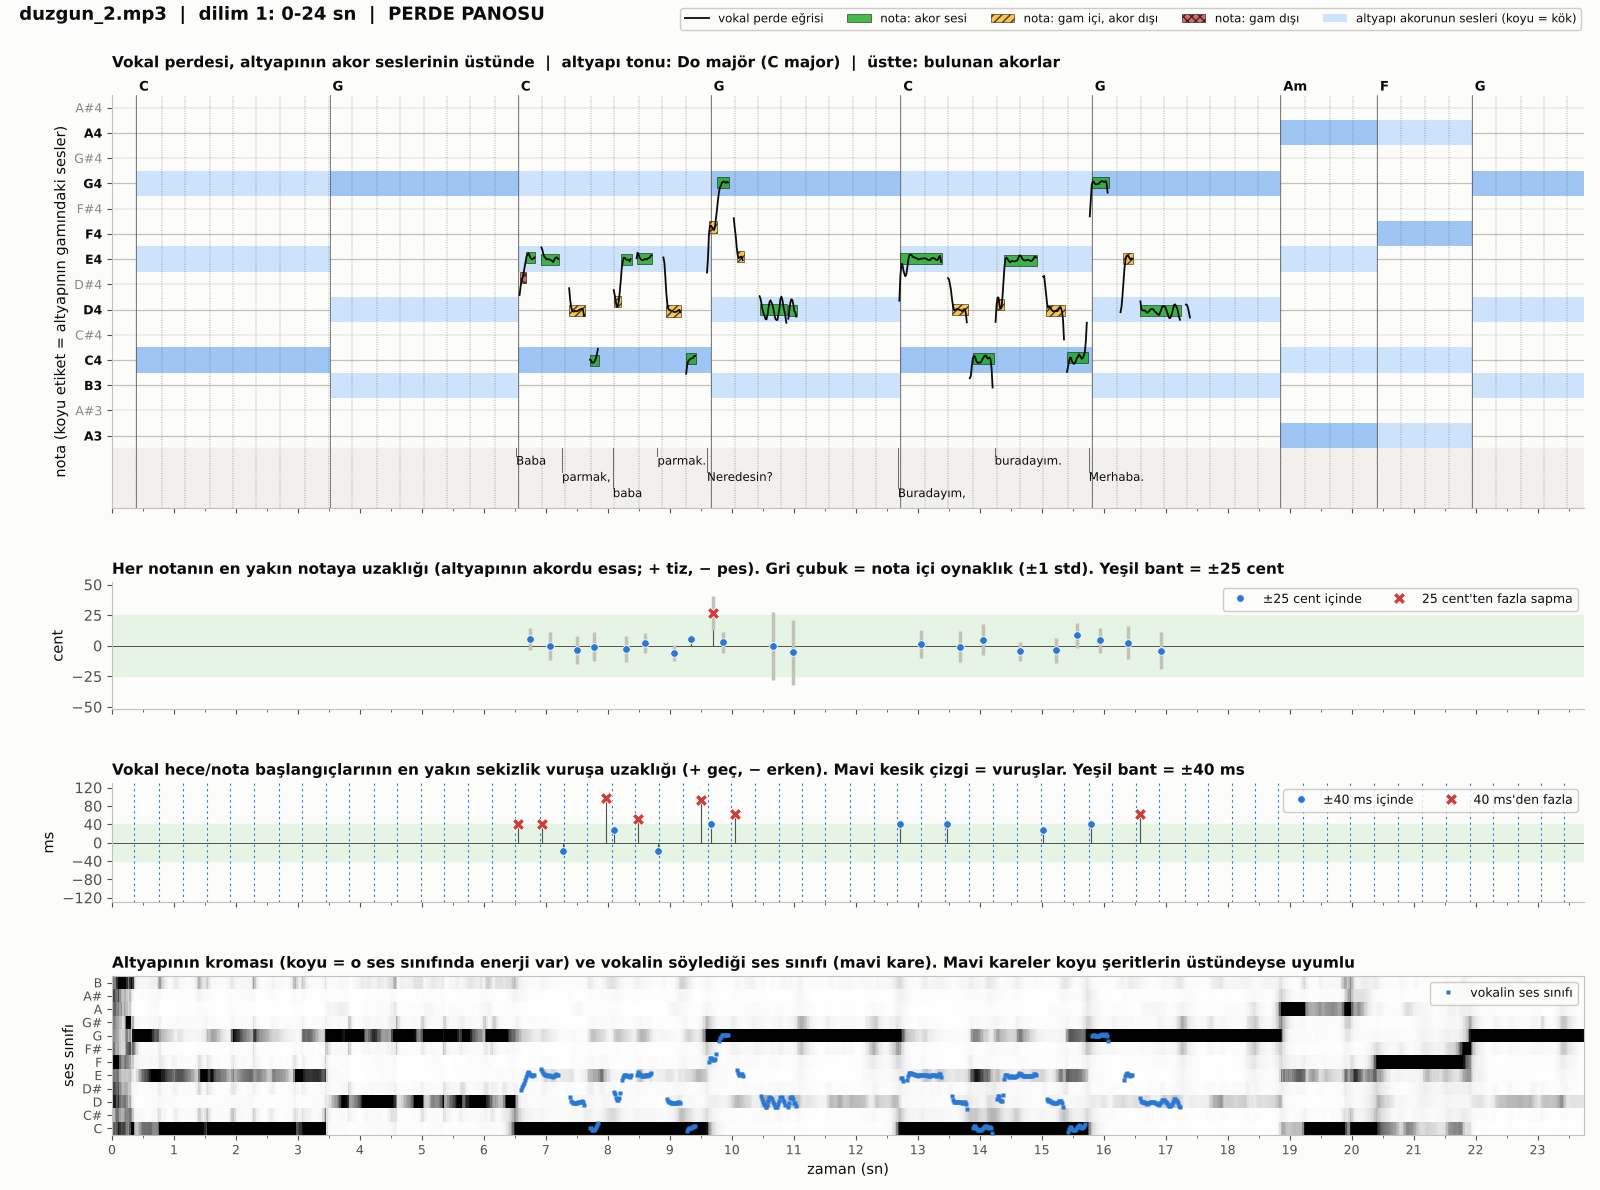 duzgun_2.mp3 | dilim 1: 0-24 sn | PERDE PANOSU
vokal perde eğrisi
nota: akor sesi
nota: gam içi, akor dışı
nota: gam dışı
altyapı akorunun sesleri (koyu = kök)
Vokal perdesi, altyapının akor seslerinin üstünde | altyapı tonu: Do majör (C major) | üstte: bulunan akorlar
C G C G C G Am F G
nota (koyu etiket = altyapının gamındaki sesler)
A#4
A4
G#4
G4
F#4
F4
E4
D#4
D4
C#4
C4
B3
A#3
A3
Baba
parmak,
baba
parmak.
Neredesin?
Buradayım,
buradayım.
Merhaba.
Her notanın en yakın notaya uzaklığı (altyapının akordu esas; + tiz, − pes). Gri çubuk = nota içi oynaklık (±1 std). Yeşil bant = ±25 cent
±25 cent içinde
25 cent'ten fazla sapma
cent
50
25
0
−25
−50
Vokal hece/nota başlangıçlarının en yakın sekizlik vuruşa uzaklığı (+ geç, − erken). Mavi kesik çizgi = vuruşlar. Yeşil bant = ±40 ms
±40 ms içinde
40 ms'den fazla
ms
120
80
40
0
−40
−80
−120
Altyapının kroması (koyu = o ses sınıfında enerji var) ve vokalin söylediği ses sınıfı (mavi kare). Mavi kareler koyu şeritlerin üstündeyse uyumlu
vokalin ses sınıfı
ses sınıfı
B
A#
A
G#
G
F#
F
E
D#
D
C#
C
0 1 2 3 4 5 6 7 8 9 10 11 12 13 14 15 16 17 18 19 20 21 22 23
zaman (sn)